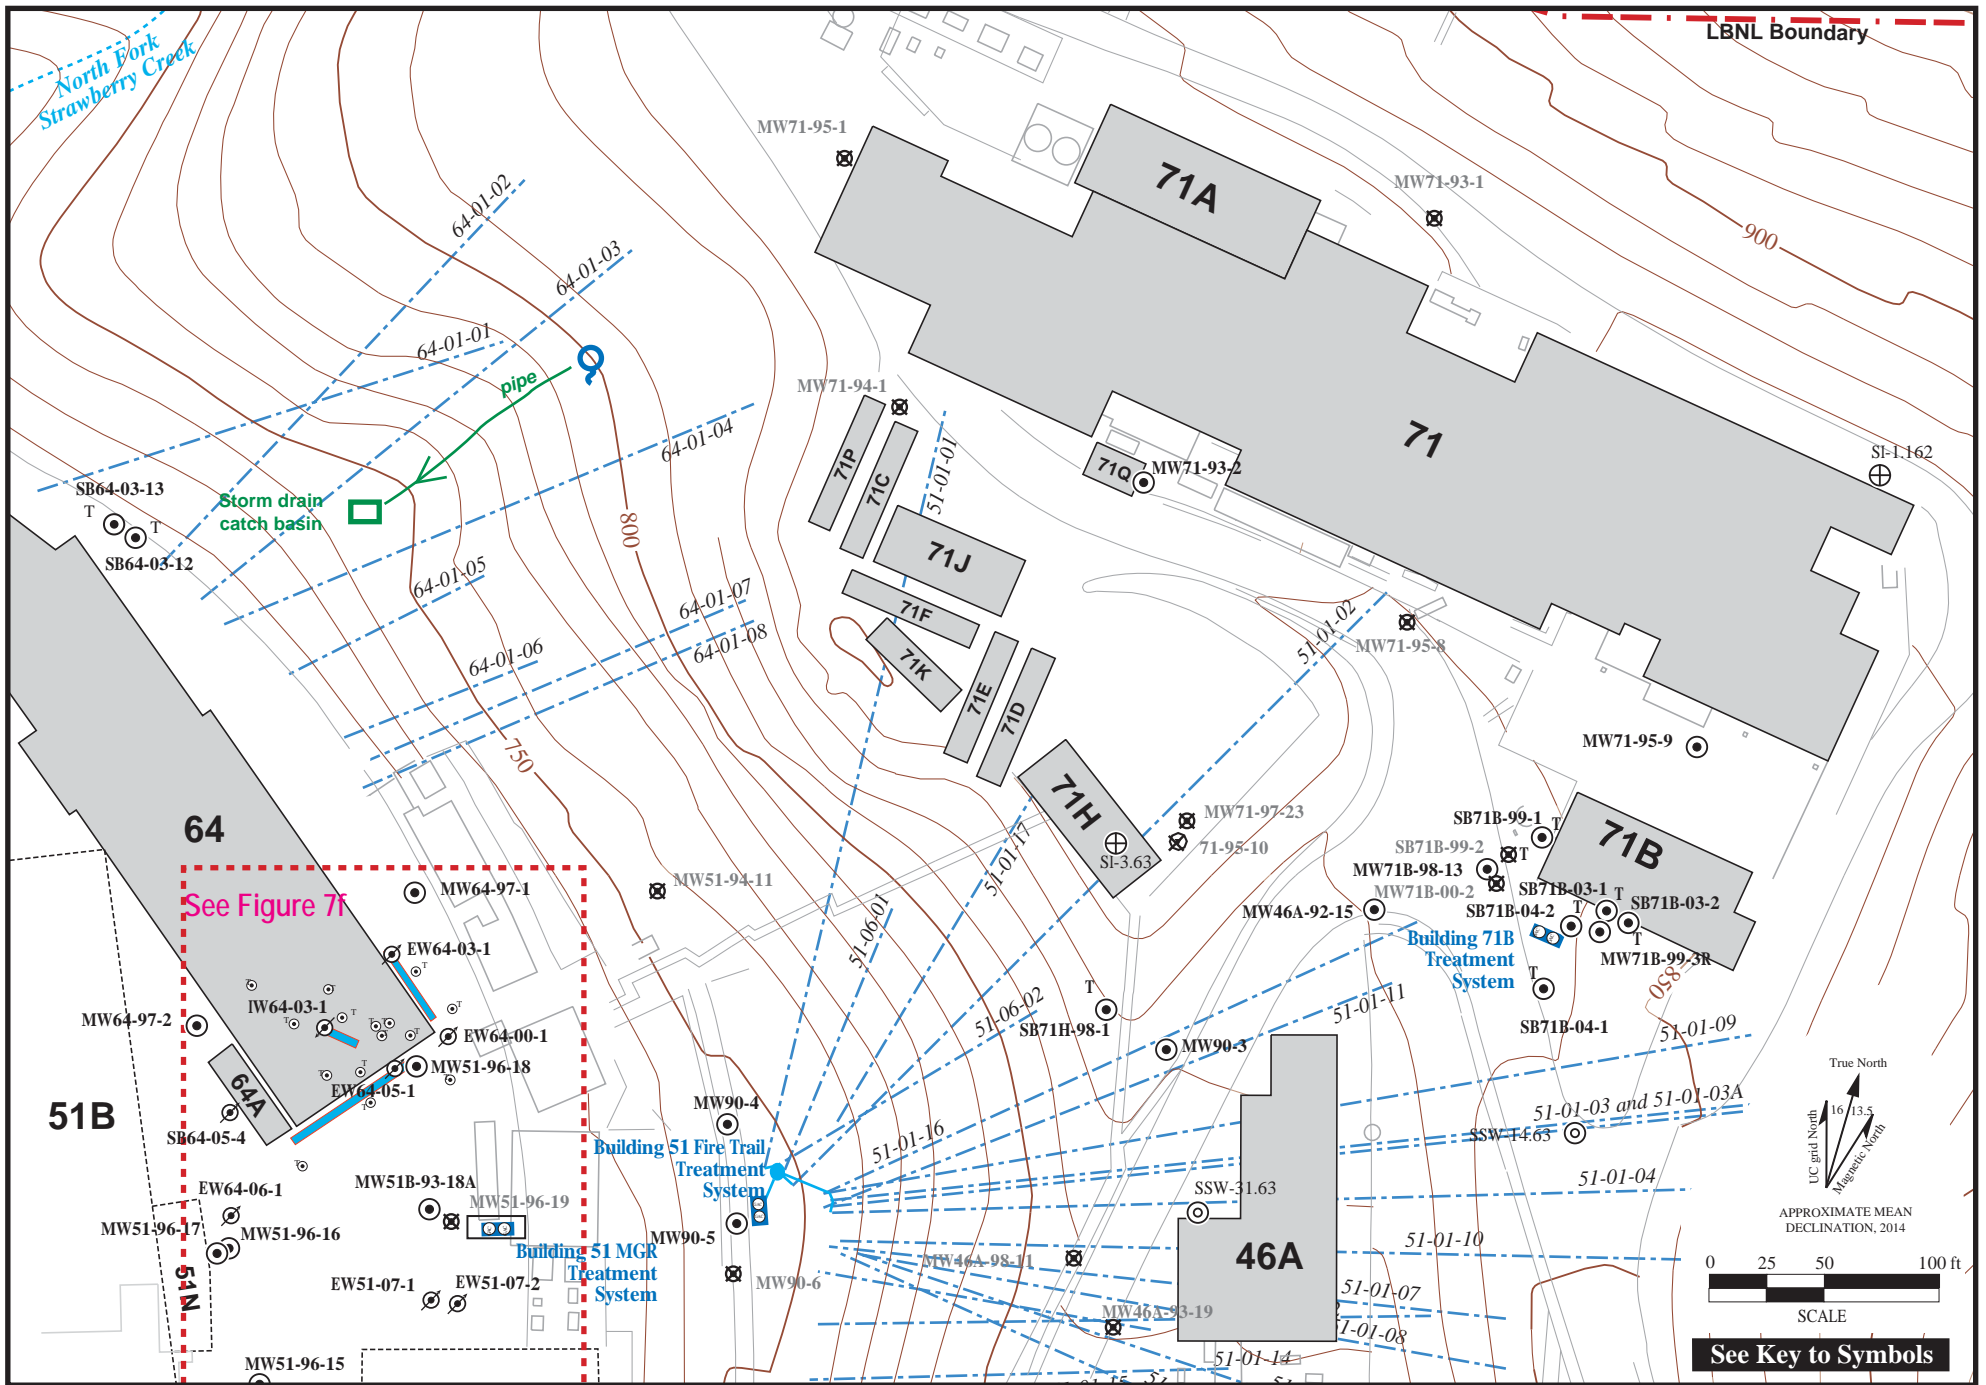 LBNL Boundary
North Fork
Strawberry Creek
MW71-95-1
71A
MW71-93-1
64-01-02
900
64-01-03
64-01-01
pipe
MW71-94-1
64-01-04
71P
71C
51-01-01
71Q
MW71-93-2
71
SI-1.162
SB64-03-13
T
T
SB64-03-12
Storm drain
catch basin
800
71J
64-01-05
64-01-07
71F
51-01-02
64-01-08
MW71-95-8
64-01-06
71K
71E
71D
750
MW71-95-9
71H
64
MW71-97-23
71-95-10
SI-3.63
SB71B-99-1
T
71B
SB71B-99-2
T
MW71B-98-13
51-01-17
MW51-94-11
MW64-97-1
See Figure 7f
MW71B-00-2
SB71B-03-1
T
MW46A-92-15
SB71B-04-2
T
SB71B-03-2
T
51-06-01
Building 71B
Treatment
System
MW71B-99-3R
EW64-03-1
T
850
IW64-03-1
51-06-02
51-01-11
T
SB71H-98-1
T
SB71B-04-1
MW64-97-2
EW64-00-1
MW90-3
51-01-09
MW51-96-18
64A
EW64-05-1
True North
51B
MW90-4
51-01-03 and 51-01-03A
16
13.5
UC grid North
Magnetic North
SB64-05-4
51-01-16
SSW-14.63
Building 51 Fire Trail
Treatment
System
51-01-04
EW64-06-1
MW51B-93-18A
MW51-96-19
SSW-31.63
APPROXIMATE MEAN
DECLINATION, 2014
MW51-96-17
MW51-96-16
MW90-5
46A
51-01-10
Building 51 MGR
Treatment
System
MW46A-98-11
0
25
50
100 ft
51N
EW51-07-1
EW51-07-2
MW90-6
51-01-07
MW46A-93-19
SCALE
51-01-08
See Key to Symbols
MW51-96-15
51-01-14